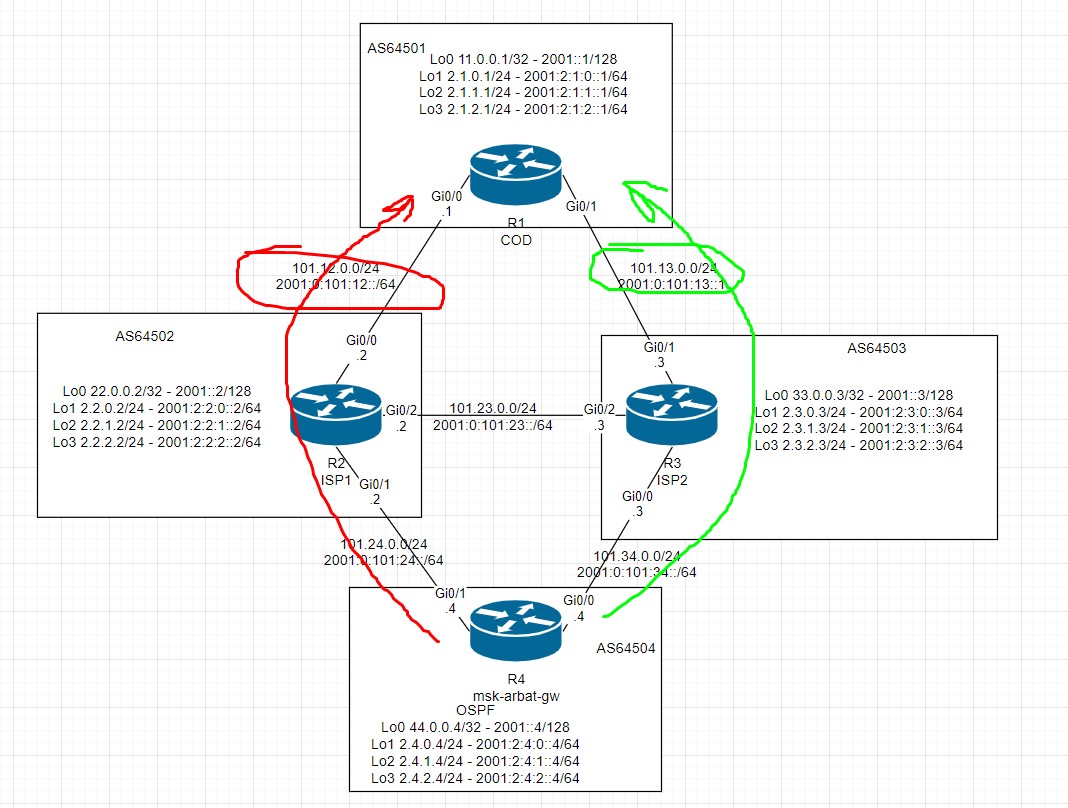 AS64501
Lo0 11.0.0.1/32 - 2001::1/128
Lo1 2.1.0.1/24 - 2001:2:1:0::1/64
Lo2 2.1.1.1/24 - 2001:2:1:1::1/64
Lo3 2.1.2.1/24 - 2001:2:1:2::1/64
Gi0/0
.1
Gi0/1
R1
COD
101.12.0.0/24
2001:0:101:12::/64
101.13.0.0/24
2001:0:101:13::1
AS64502
Gi0/0
.2
Gi0/1
.3
AS64503
Lo0 22.0.0.2/32 - 2001::2/128
Lo1 2.2.0.2/24 - 2001:2:2:0::2/64
Lo2 2.2.1.2/24 - 2001:2:2:1::2/64
Lo3 2.2.2.2/24 - 2001:2:2:2::2/64
Gi0/2
.2
101.23.0.0/24
2001:0:101:23::/64
Gi0/2
.3
Lo0 33.0.0.3/32 - 2001::3/128
Lo1 2.3.0.3/24 - 2001:2:3:0::3/64
Lo2 2.3.1.3/24 - 2001:2:3:1::3/64
Lo3 2.3.2.3/24 - 2001:2:3:2::3/64
R2
ISP1
Gi0/1
.2
R3
ISP2
Gi0/0
.3
101.24.0.0/24
2001:0:101:24::/64
101.34.0.0/24
2001:0:101:34::/64
Gi0/1
.4
Gi0/0
.4
AS64504
R4
msk-arbat-gw
OSPF
Lo0 44.0.0.4/32 - 2001::4/128
Lo1 2.4.0.4/24 - 2001:2:4:0::4/64
Lo2 2.4.1.4/24 - 2001:2:4:1::4/64
Lo3 2.4.2.4/24 - 2001:2:4:2::4/64